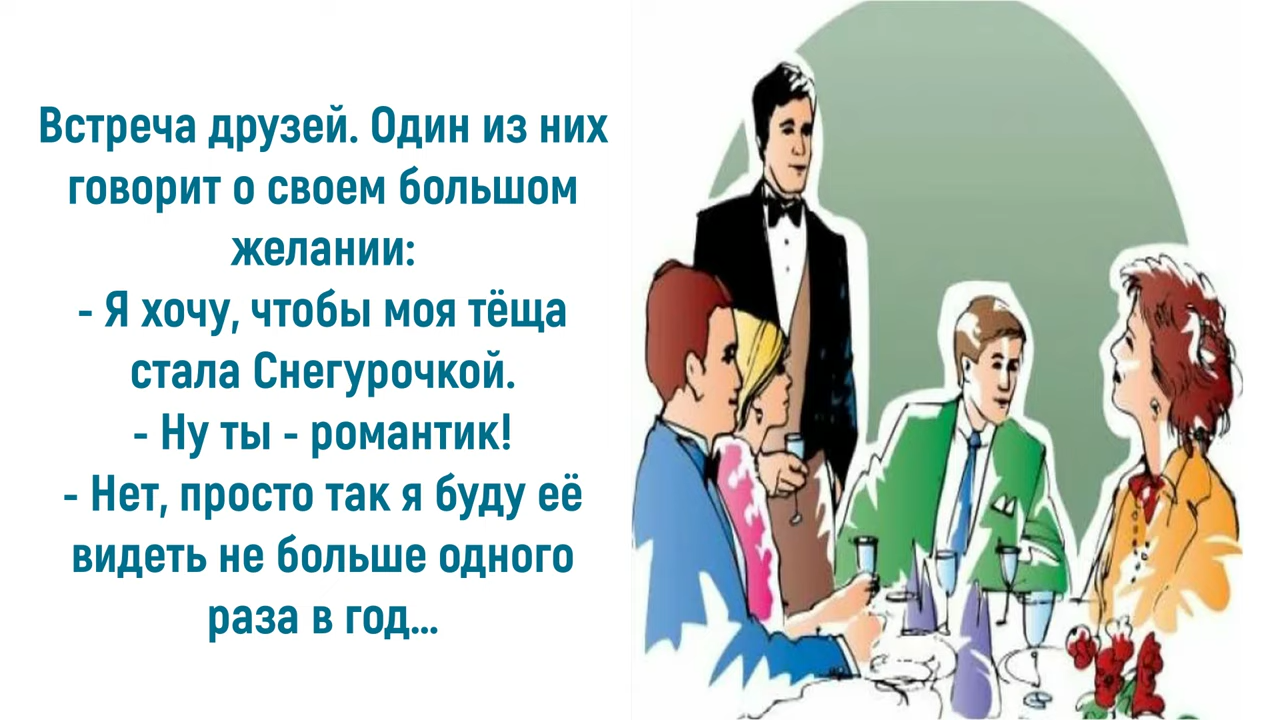 Встреча друзей. Один из них
говорит о своем большом
желании:
- Я хочу, чтобы моя тёща
стала Снегурочкой.
- Ну ты - романтик!
- Нет, просто так я буду её
видеть не больше одного
раза в год...